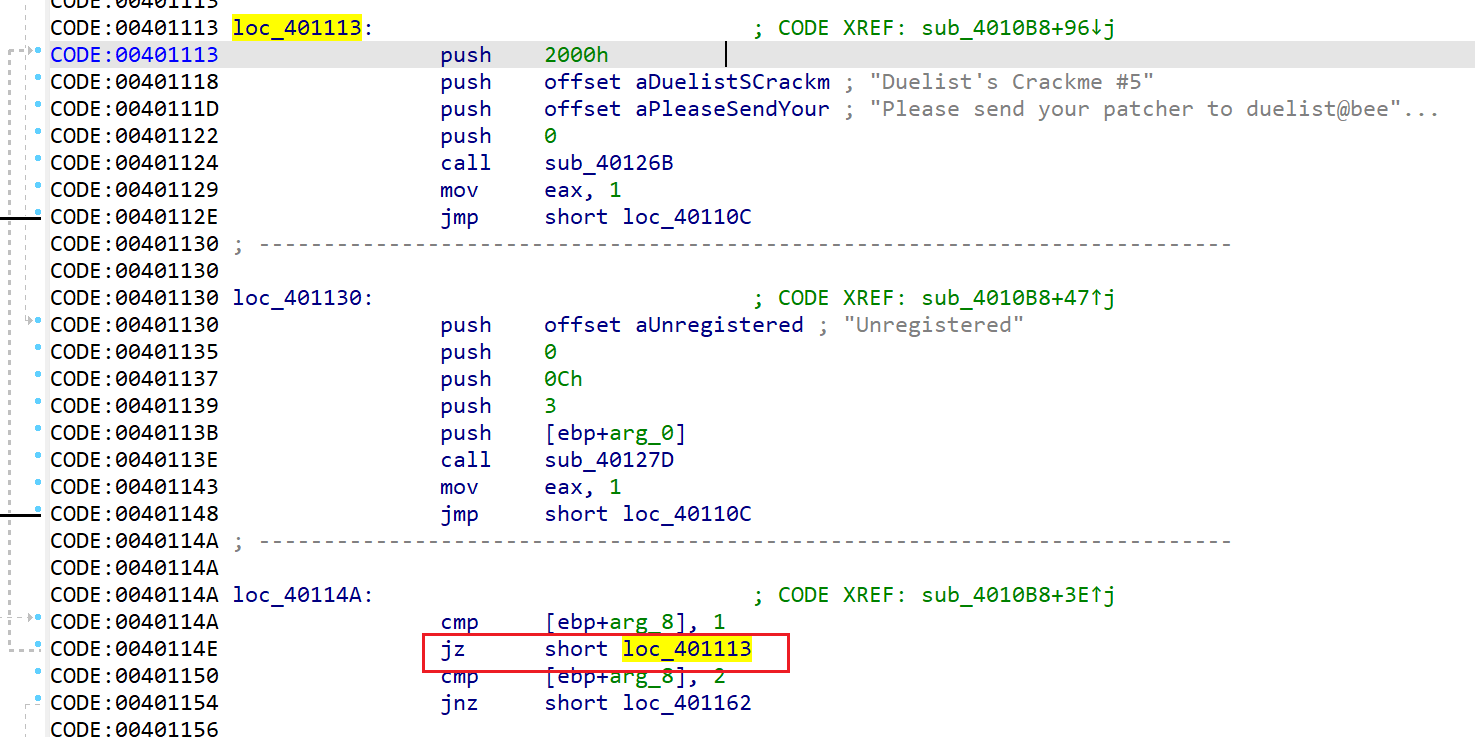 CODE:00401113
CODE:00401113 loc_401113: ; CODE XREF: sub_4010B8+96↓j
CODE:00401113 push 2000h
CODE:00401118 push offset aDuelistSCrackm ; "Duelist's Crackme #5"
CODE:0040111D push offset aPleaseSendYour ; "Please send your patcher to duelist@bee"...
CODE:00401122 push 0
CODE:00401124 call sub_40126B
CODE:00401129 mov eax, 1
CODE:0040112E jmp short loc_40110C
CODE:00401130 ; ---------------------------------------------------------------------------
CODE:00401130
CODE:00401130 loc_401130: ; CODE XREF: sub_4010B8+47↑j
CODE:00401130 push offset aUnregistered ; "Unregistered"
CODE:00401135 push 0
CODE:00401137 push 0Ch
CODE:00401139 push 3
CODE:0040113B push [ebp+arg_0]
CODE:0040113E call sub_40127D
CODE:00401143 mov eax, 1
CODE:00401148 jmp short loc_40110C
CODE:0040114A ; ---------------------------------------------------------------------------
CODE:0040114A
CODE:0040114A loc_40114A: ; CODE XREF: sub_4010B8+3E↑j
CODE:0040114A cmp [ebp+arg_8], 1
CODE:0040114E jz short loc_401113
CODE:00401150 cmp [ebp+arg_8], 2
CODE:00401154 jnz short loc_401162
CODE:00401156